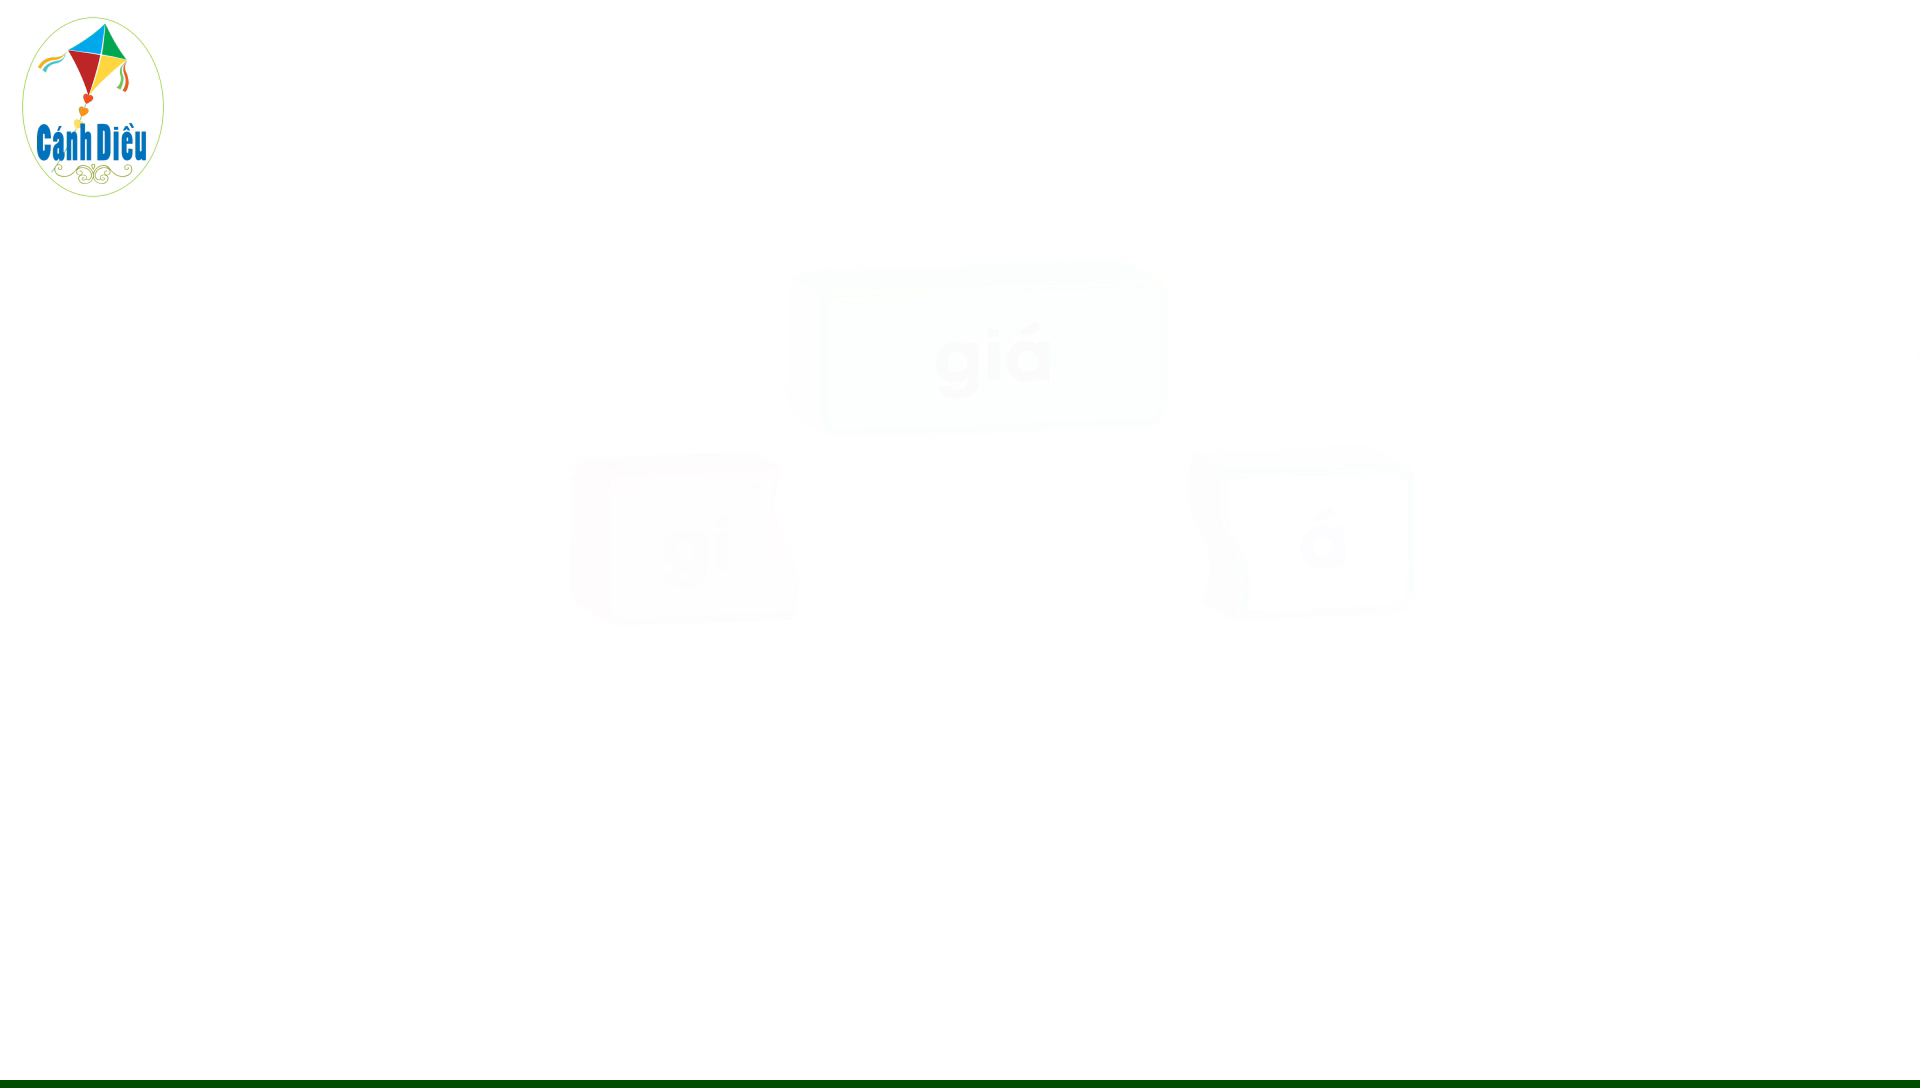 Cánh Diều
giá
gi
á